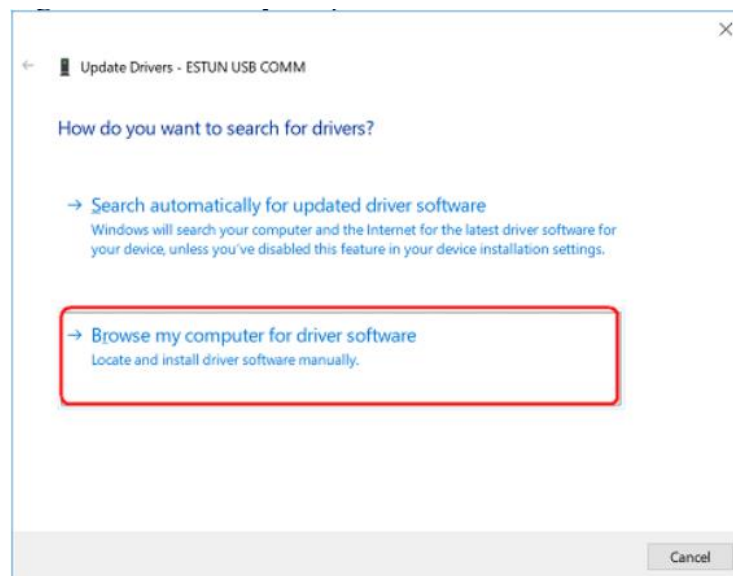 Update Drivers - ESTUN USB COMM
How do you want to search for drivers?
→ Search automatically for updated driver software
Windows will search your computer and the Internet for the latest driver software for
your device, unless you've disabled this feature in your device installation settings.
→ Browse my computer for driver software
Locate and install driver software manually.
Cancel